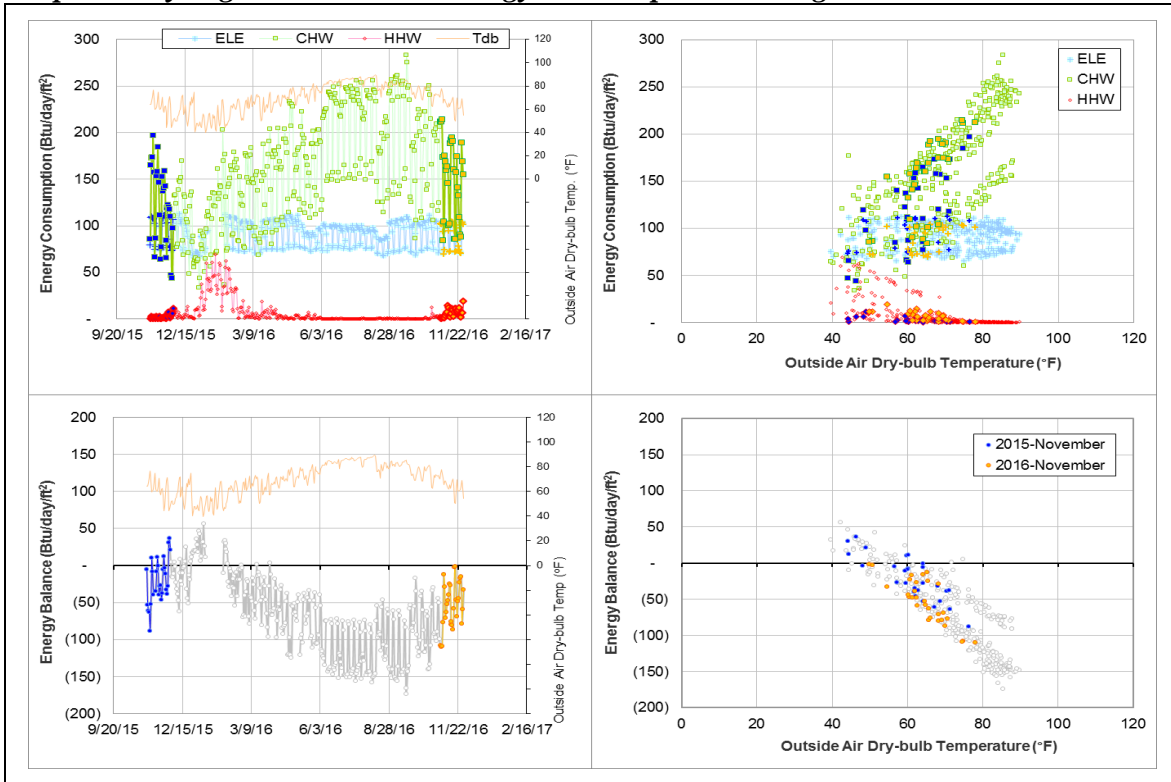 ELE CHW HHW Tdb
Energy Consumption (Btu/day/ft²)
300
250
200
150
100
50
-
120
100
80
60
40
20
0
Outside Air Dry-bulb Temp. (°F)
9/20/15 12/15/15 3/9/16 6/3/16 8/28/16 11/22/16 2/16/17
Energy Consumption (Btu/day/ft²)
300
250
200
150
100
50
-
ELE
CHW
HHW
0 20 40 60 80 100 120
Outside Air Dry-bulb Temperature (°F)
Energy Balance (Btu/day/ft²)
200
150
100
50
-
(50)
(100)
(150)
(200)
120
100
80
60
40
20
0
Outside Air Dry-bulb Temp (°F)
9/20/15 12/15/15 3/9/16 6/3/16 8/28/16 11/22/16 2/16/17
Energy Balance (Btu/day/ft²)
200
150
100
50
-
(50)
(100)
(150)
(200)
2015-November
2016-November
0 20 40 60 80 100 120
Outside Air Dry-bulb Temperature (°F)